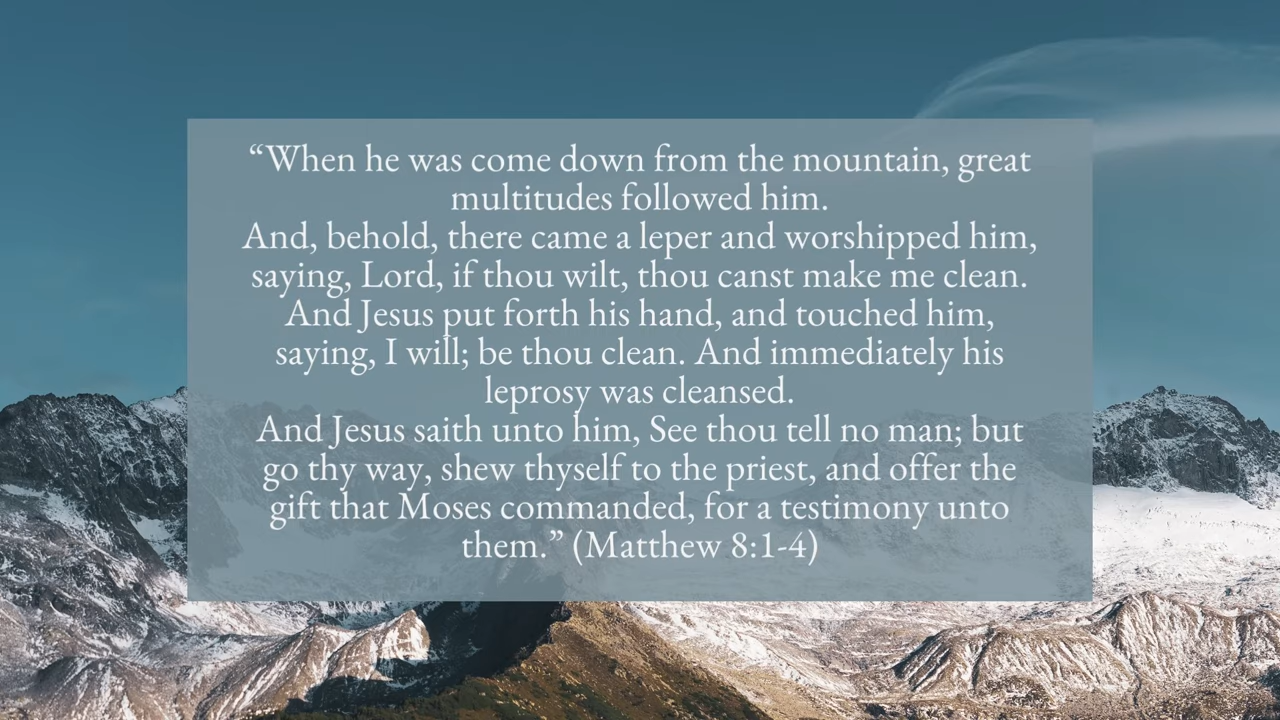 “When he was come down from the mountain, great
multitudes followed him.
And, behold, there came a leper and worshipped him,
saying, Lord, if thou wilt, thou canst make me clean.
And Jesus put forth his hand, and touched him,
saying, I will; be thou clean. And immediately his
leprosy was cleansed.
And Jesus saith unto him, See thou tell no man; but
go thy way, shew thyself to the priest, and offer the
gift that Moses commanded, for a testimony unto
them.” (Matthew 8:1-4)